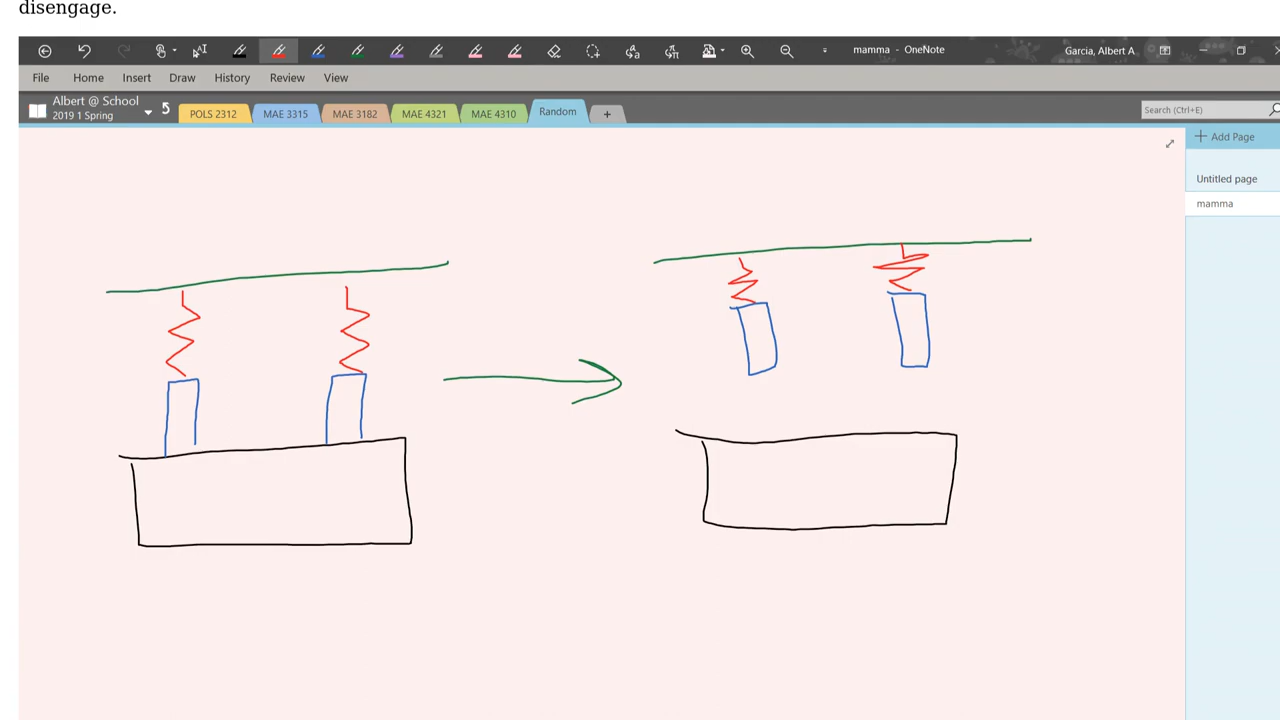 disengage.
mamma - OneNote
Garcia, Albert A
File Home Insert Draw History Review View
Albert @ School
2019 1 Spring
5
POLS 2312 MAE 3315 MAE 3182 MAE 4321 MAE 4310 Random +
Search (Ctrl+E)
+ Add Page
Untitled page
mamma